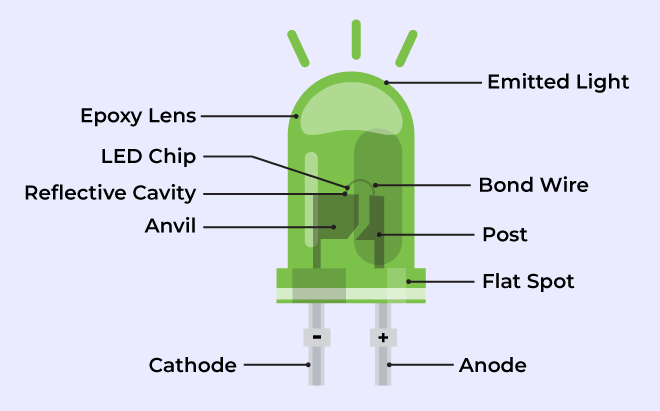 Emitted Light
Epoxy Lens
LED Chip
Reflective Cavity
Bond Wire
Anvil
Post
Flat Spot
-
+
Cathode
Anode